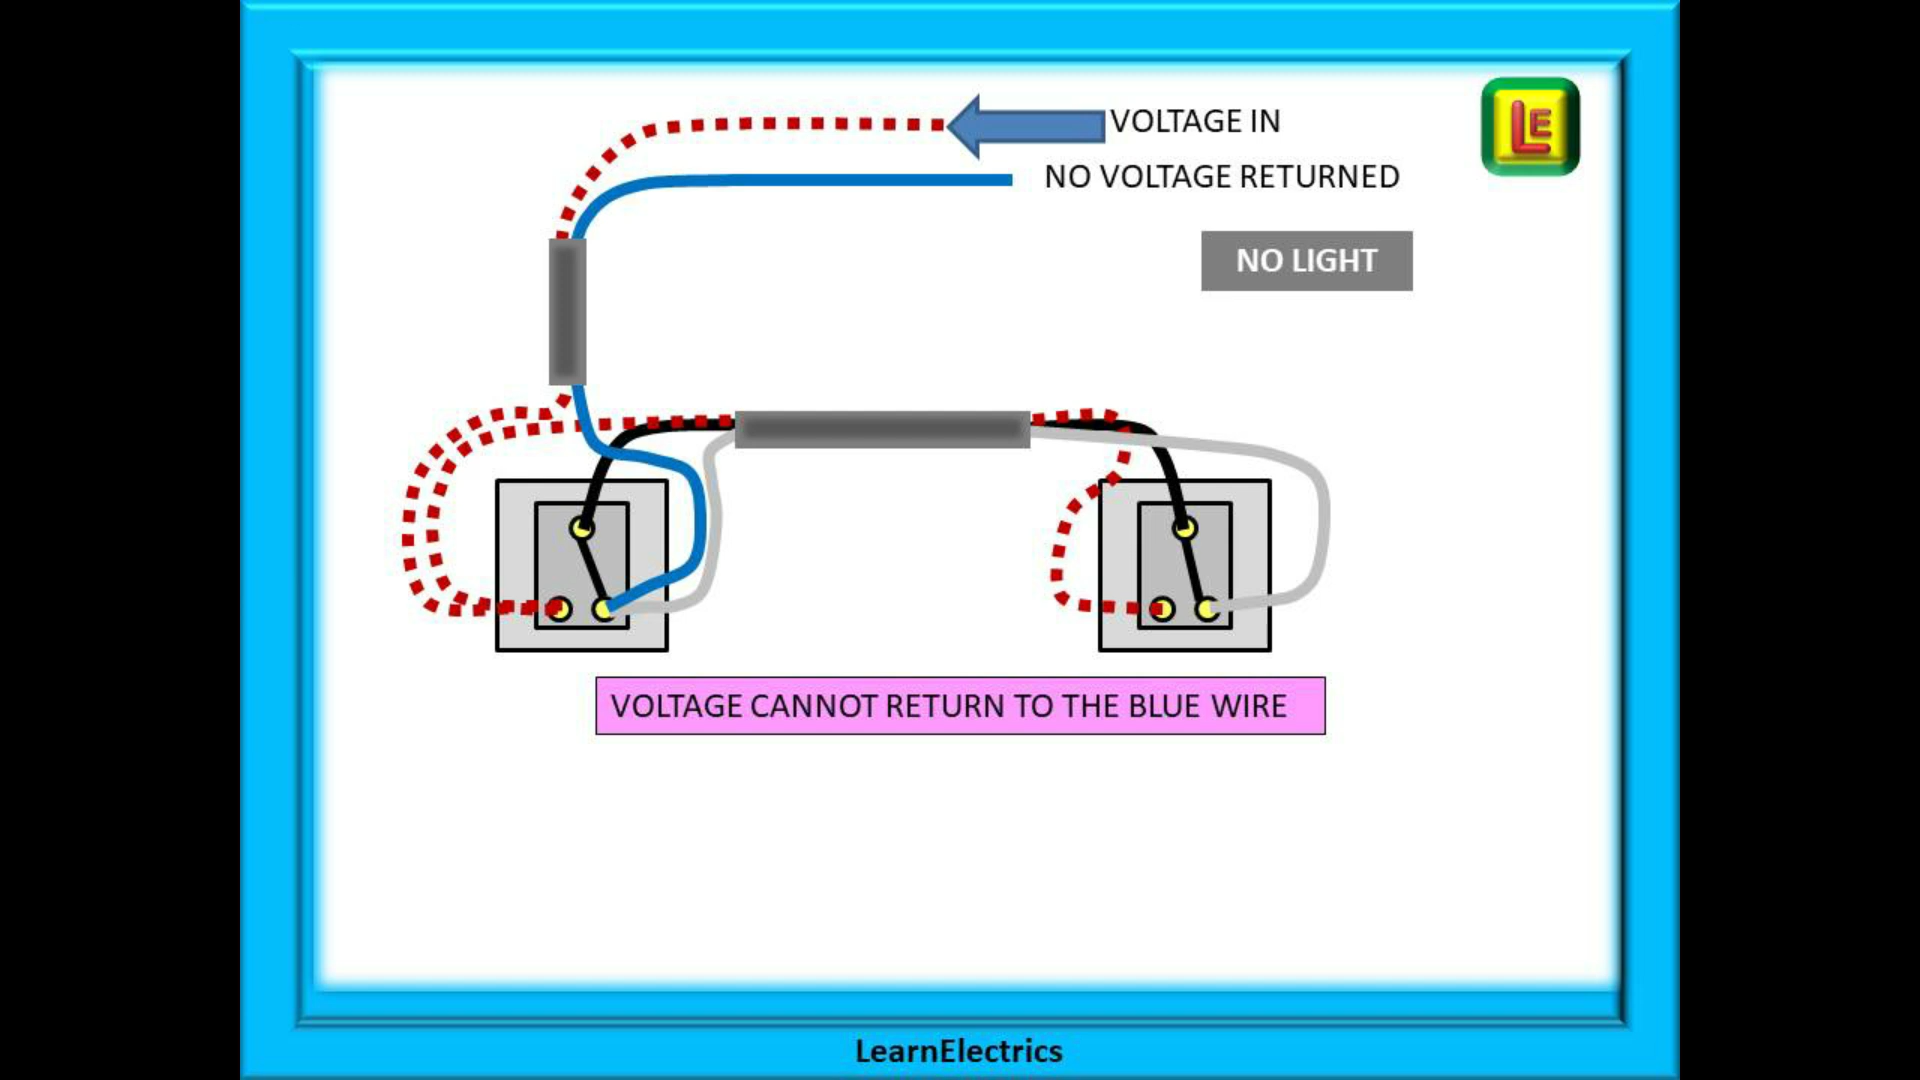 VOLTAGE IN
LE
NO VOLTAGE RETURNED
NO LIGHT
VOLTAGE CANNOT RETURN TO THE BLUE WIRE
LearnElectrics